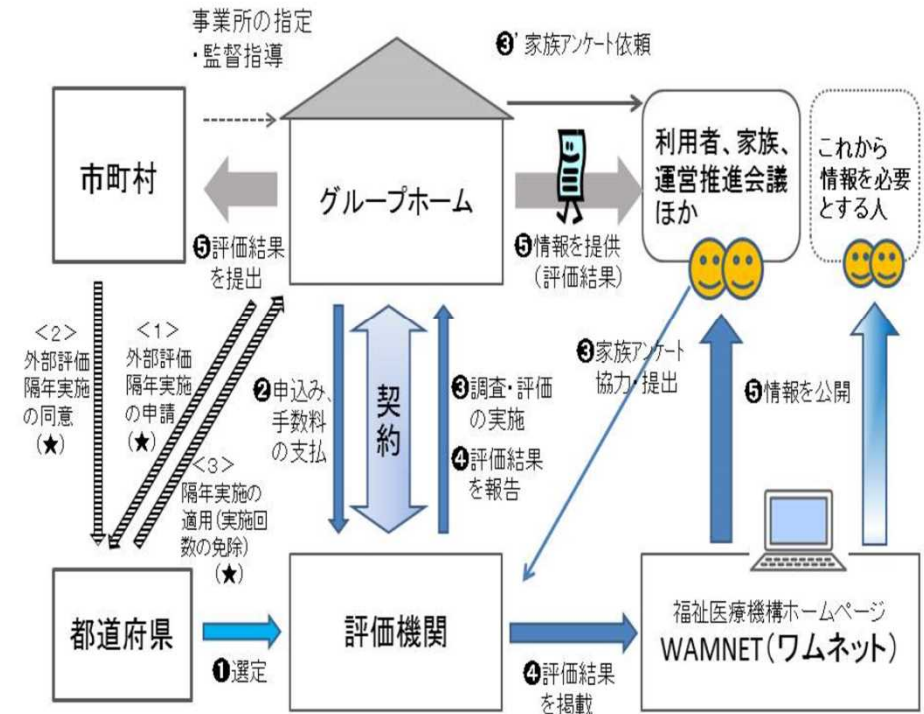 事業所の指定
・監督指導
❸' 家族アンケート依頼
市町村
グループホーム
利用者、家族、
運営推進会議
ほか
これから
情報を必要
とする人
❺評価結果
を提出
❺情報を提供
(評価結果)
<2>
外部評価
隔年実施
の同意
(★)
<1>
外部評価
隔年実施
の申請
(★)
<3>
隔年実施の
適用(実施回
数の免除)
(★)
❷申込み、
手数料
の支払
契約
❸調査・評価
の実施
❹評価結果
を報告
❸家族アンケート
協力・提出
❺情報を公開
都道府県
❶選定
評価機関
❹評価結果
を掲載
福祉医療機構ホームページ
WAMNET(ワムネット)